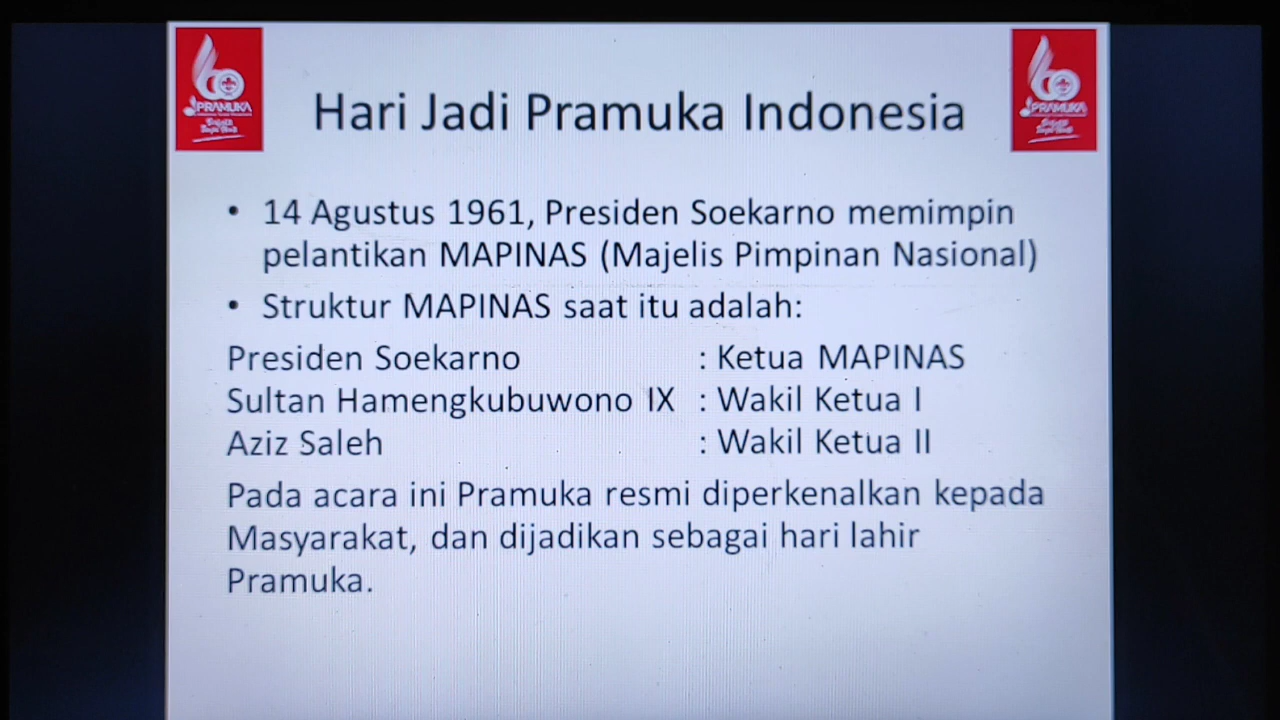 PRAMUKA
PRAMUKA
Hari Jadi Pramuka Indonesia
• 14 Agustus 1961, Presiden Soekarno memimpin
pelantikan MAPINAS (Majelis Pimpinan Nasional)
• Struktur MAPINAS saat itu adalah:
Presiden Soekarno : Ketua MAPINAS
Sultan Hamengkubuwono IX : Wakil Ketua I
Aziz Saleh : Wakil Ketua II
Pada acara ini Pramuka resmi diperkenalkan kepada
Masyarakat, dan dijadikan sebagai hari lahir
Pramuka.